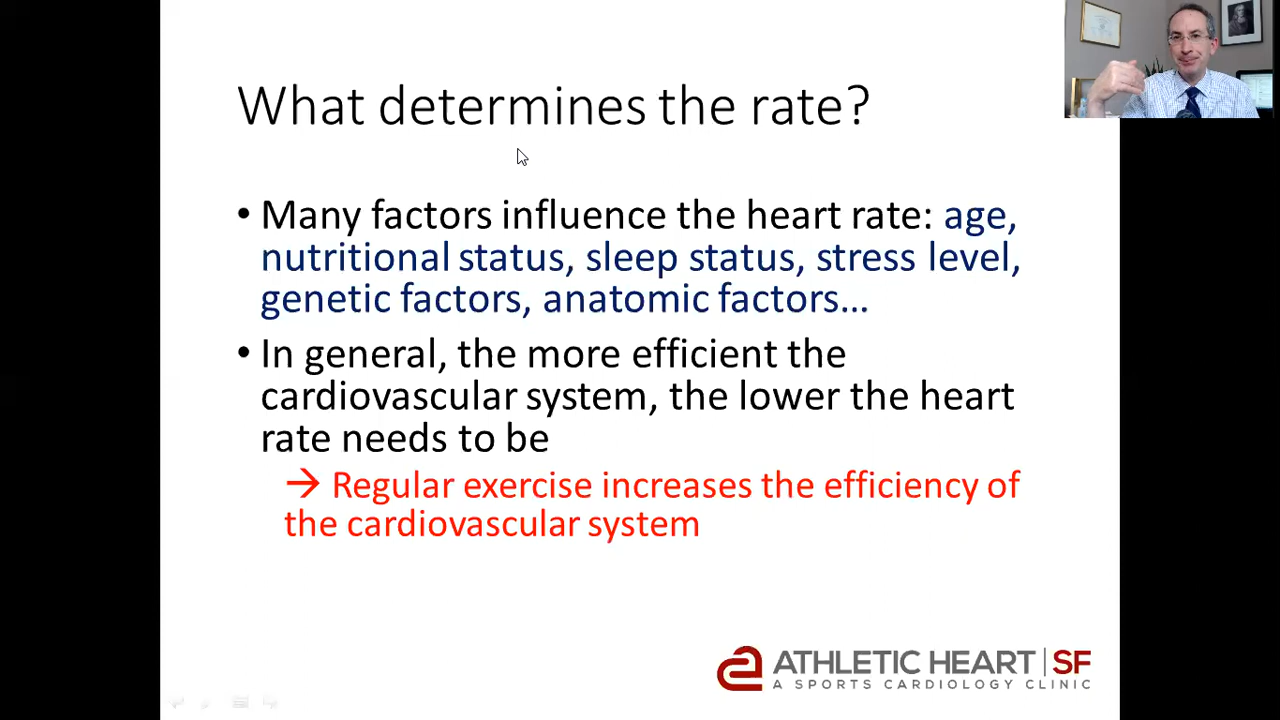 What determines the rate?
• Many factors influence the heart rate: age,
nutritional status, sleep status, stress level,
genetic factors, anatomic factors...
• In general, the more efficient the
cardiovascular system, the lower the heart
rate needs to be
→ Regular exercise increases the efficiency of
the cardiovascular system
ATHLETIC HEART | SF
A SPORTS CARDIOLOGY CLINIC